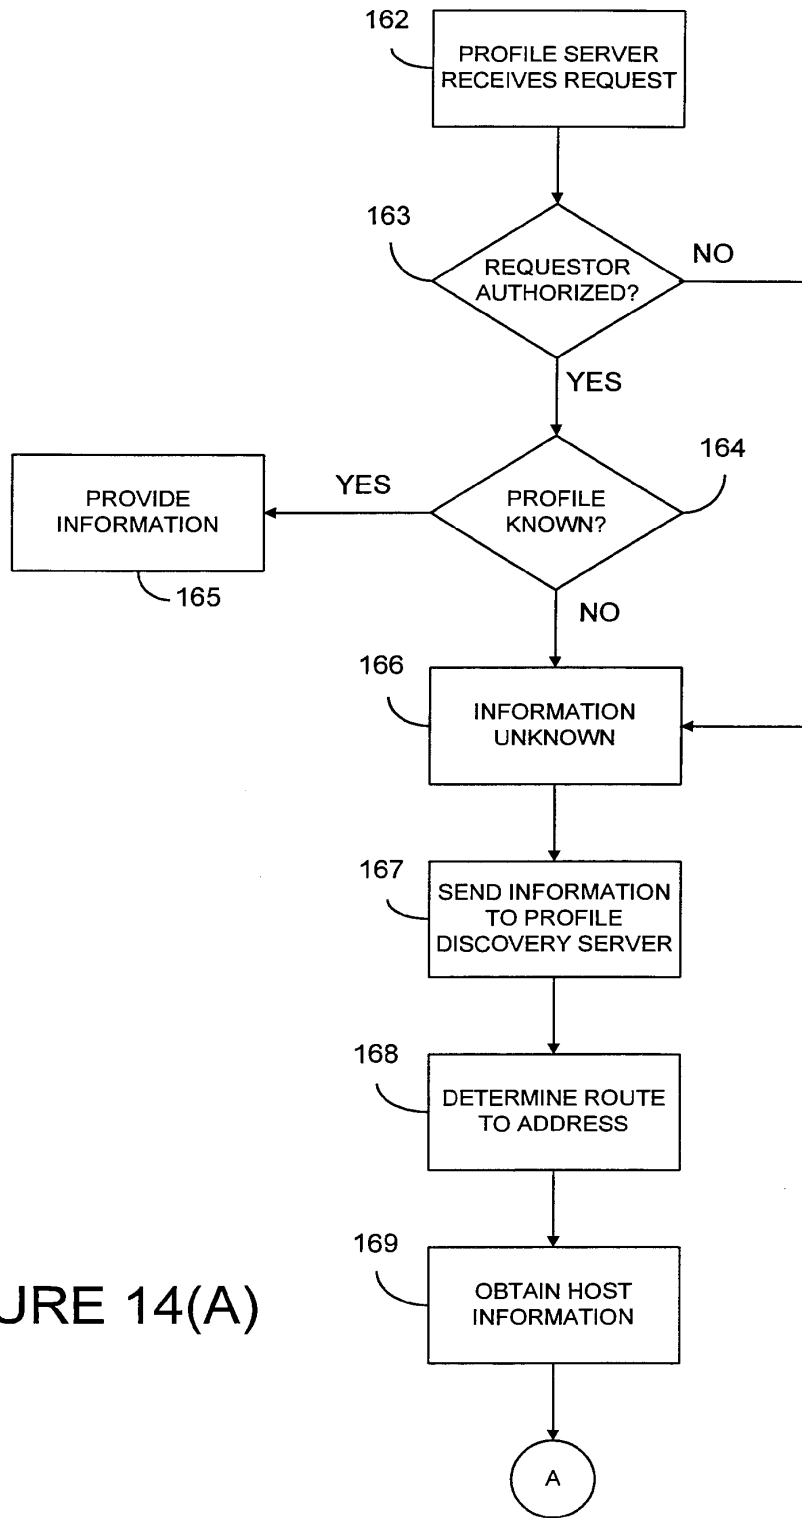 162
PROFILE SERVER
RECEIVES REQUEST
163
REQUESTOR
AUTHORIZED?
NO
YES
164
PROFILE
KNOWN?
YES
PROVIDE
INFORMATION
165
NO
166
INFORMATION
UNKNOWN
167
SEND INFORMATION
TO PROFILE
DISCOVERY SERVER
168
DETERMINE ROUTE
TO ADDRESS
169
OBTAIN HOST
INFORMATION
URE 14(A)
A